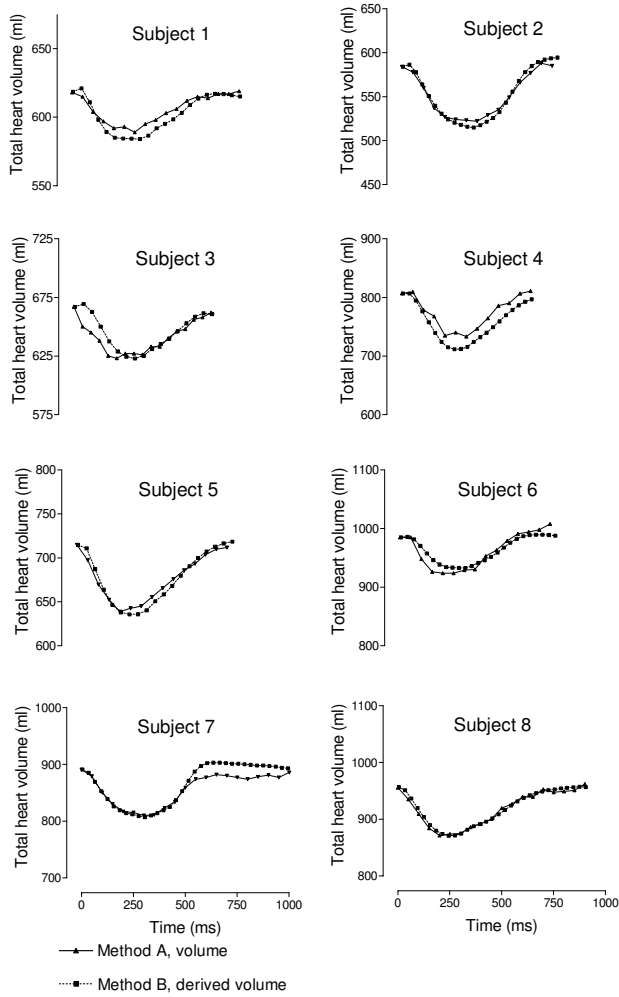 Subject 1
Total heart volume (ml)
650
600
550
Subject 2
Total heart volume (ml)
650
600
550
500
450
Subject 3
Total heart volume (ml)
725
675
625
575
Subject 4
Total heart volume (ml)
900
800
700
600
Subject 5
Total heart volume (ml)
800
750
700
650
600
Subject 6
Total heart volume (ml)
1100
1000
900
800
Subject 7
Total heart volume (ml)
1000
900
800
700
0 250 500 750 1000
Time (ms)
Subject 8
Total heart volume (ml)
1100
1000
900
800
0 250 500 750 1000
Time (ms)
Method A, volume
Method B, derived volume